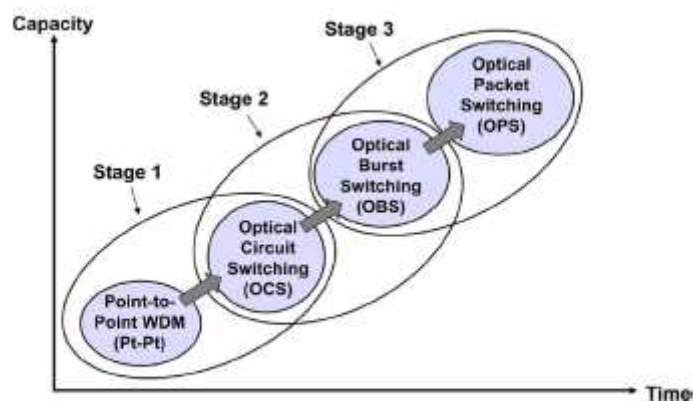 Capacity
Stage 3
Optical
Packet
Switching
(OPS)
Stage 2
Optical
Burst
Switching
(OBS)
Stage 1
Optical
Circuit
Switching
(OCS)
Point-to-
Point WDM
(Pt-Pt)
Time